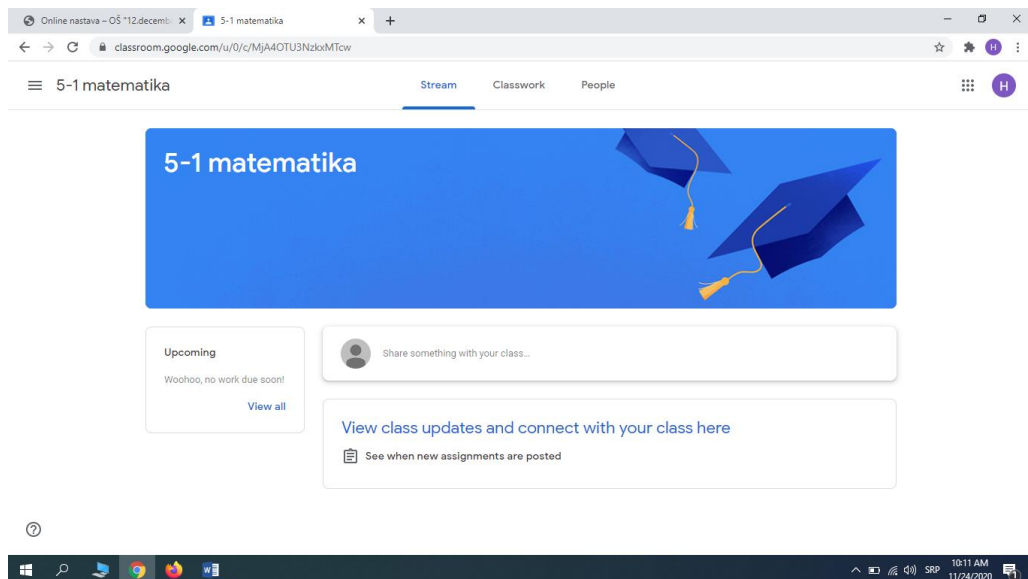 Online nastava – OŠ "12.decemb
5-1 matematika
classroom.google.com/u/0/c/MjA4OTU3NzkxMTcw
H
5-1 matematika
Stream
Classwork
People
H
5-1 matematika
Upcoming
Woohoo, no work due soon!
View all
Share something with your class...
View class updates and connect with your class here
See when new assignments are posted
SRP
10:11 AM
11/24/2020